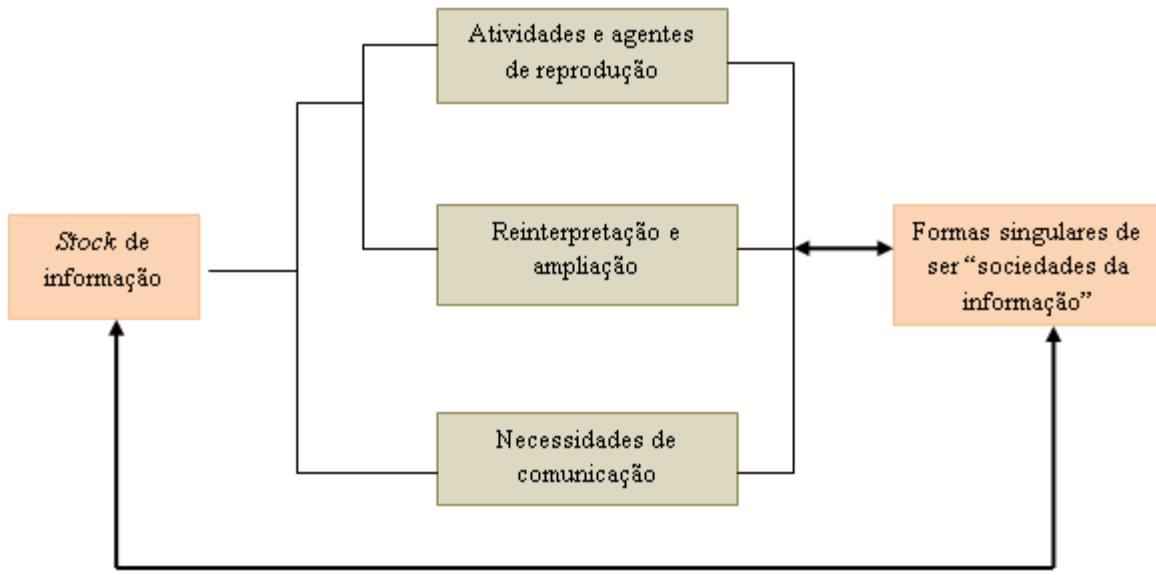 Atividades e agentes
de reprodução
Stock de
informação
Reinterpretação e
ampliação
Formas singulares de
ser “sociedades da
informação”
Necessidades de
comunicação